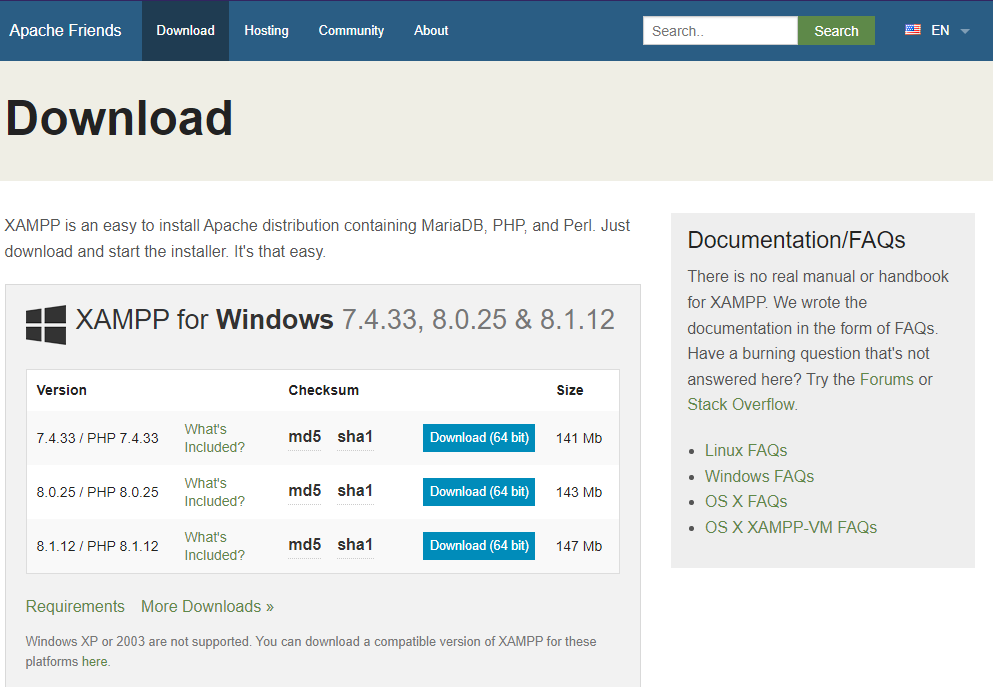 Apache Friends Download Hosting Community About Search.. Search EN
Download
XAMPP is an easy to install Apache distribution containing MariaDB, PHP, and Perl. Just
download and start the installer. It's that easy.
XAMPP for Windows 7.4.33, 8.0.25 & 8.1.12
Version Checksum Size
7.4.33 / PHP 7.4.33 What's
Included? md5 sha1 Download (64 bit) 141 Mb
8.0.25 / PHP 8.0.25 What's
Included? md5 sha1 Download (64 bit) 143 Mb
8.1.12 / PHP 8.1.12 What's
Included? md5 sha1 Download (64 bit) 147 Mb
Requirements More Downloads »
Windows XP or 2003 are not supported. You can download a compatible version of XAMPP for these
platforms here.
Documentation/FAQs
There is no real manual or handbook
for XAMPP. We wrote the
documentation in the form of FAQs.
Have a burning question that's not
answered here? Try the Forums or
Stack Overflow.
• Linux FAQs
• Windows FAQs
• OS X FAQs
• OS X XAMPP-VM FAQs